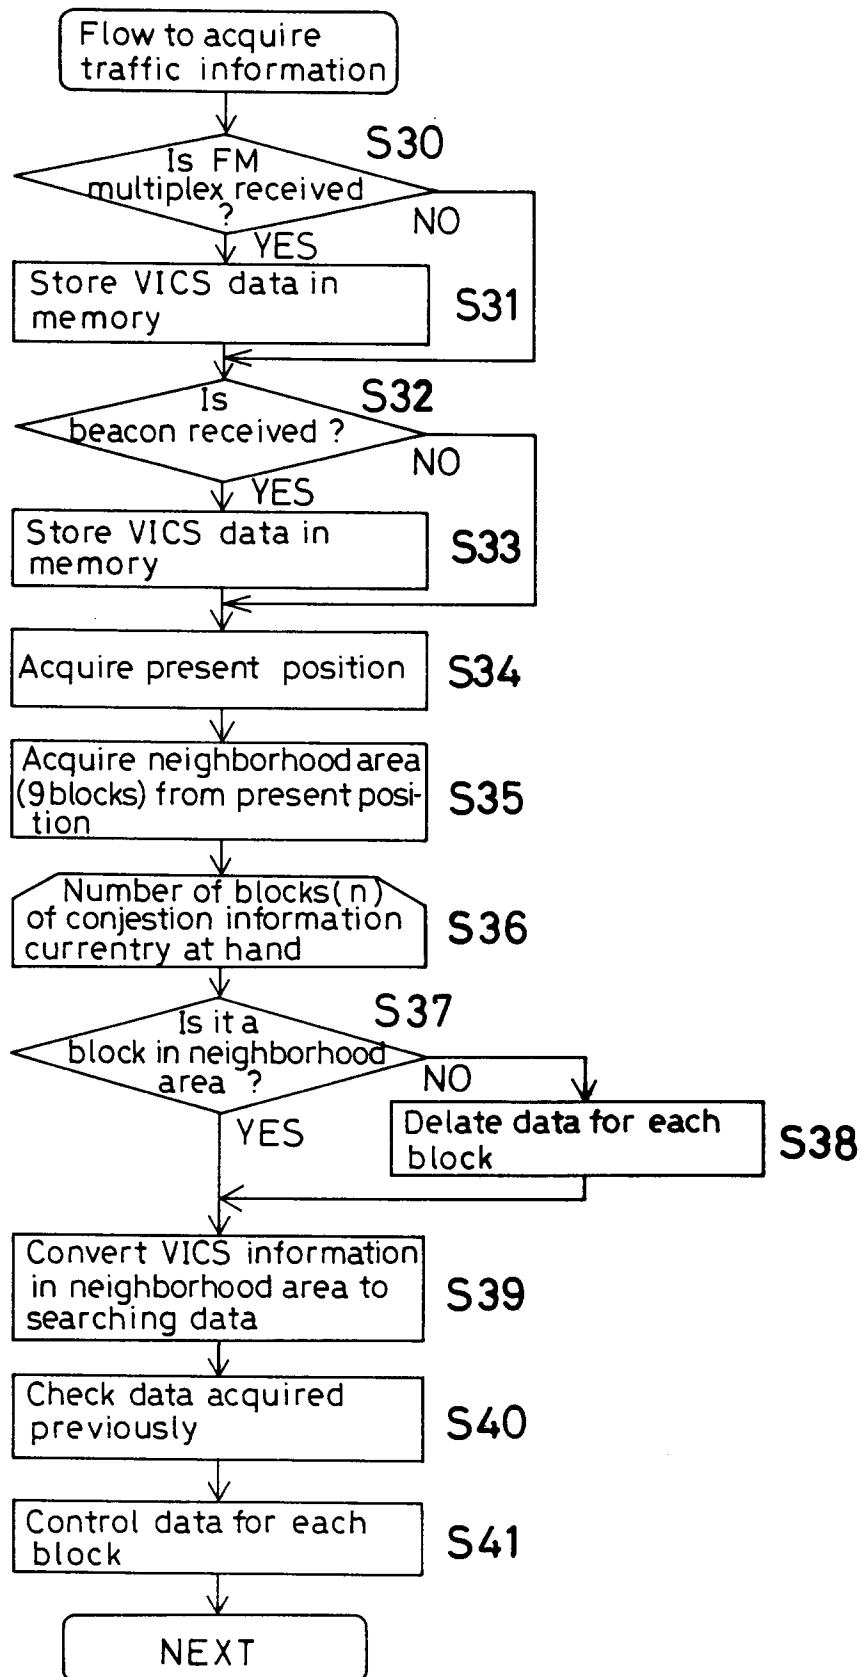 Flow to acquire
traffic information
S30
Is FM
multiplex received
?
NO
YES
Store VICS data in
memory
S31
S32
Is
beacon received ?
NO
YES
Store VICS data in
memory
S33
Acquire present position
S34
Acquire neighborhood area
(9 blocks) from present posi-
tion
S35
Number of blocks(n)
of conjestion information
currentry at hand
S36
S37
Is it a
block in neighborhood
area ?
NO
YES
Delate data for each
block
S38
Convert VICS information
in neighborhood area to
searching data
S39
Check data acquired
previously
S40
Control data for each
block
S41
NEXT